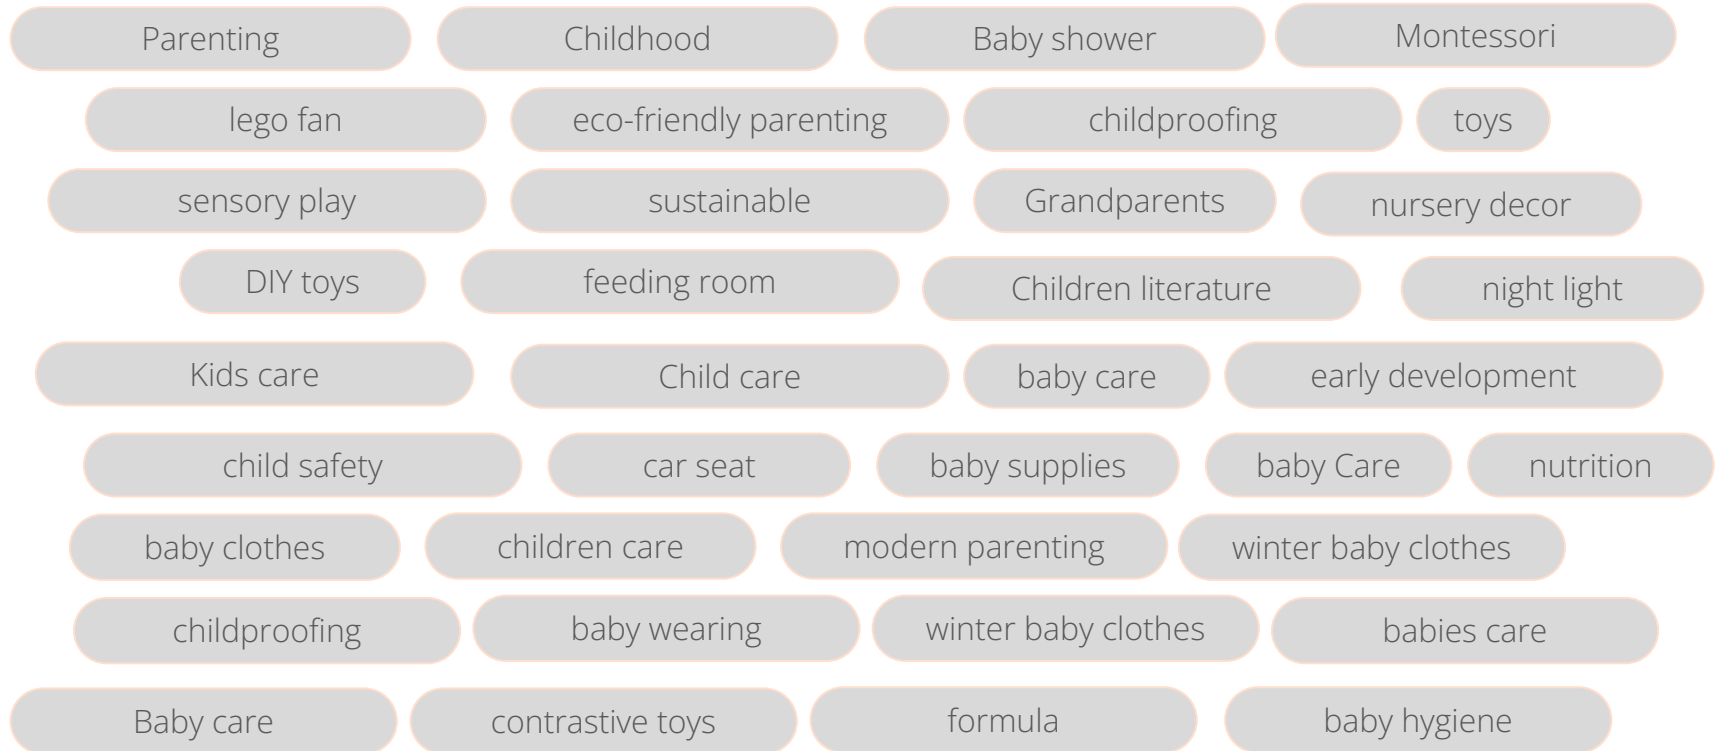 Parenting Childhood Baby shower Montessori
lego fan eco-friendly parenting childproofing toys
sensory play sustainable Grandparents nursery decor
DIY toys feeding room Children literature night light
Kids care Child care baby care early development
child safety car seat baby supplies baby Care nutrition
baby clothes children care modern parenting winter baby clothes
childproofing baby wearing winter baby clothes babies care
Baby care contrastive toys formula baby hygiene